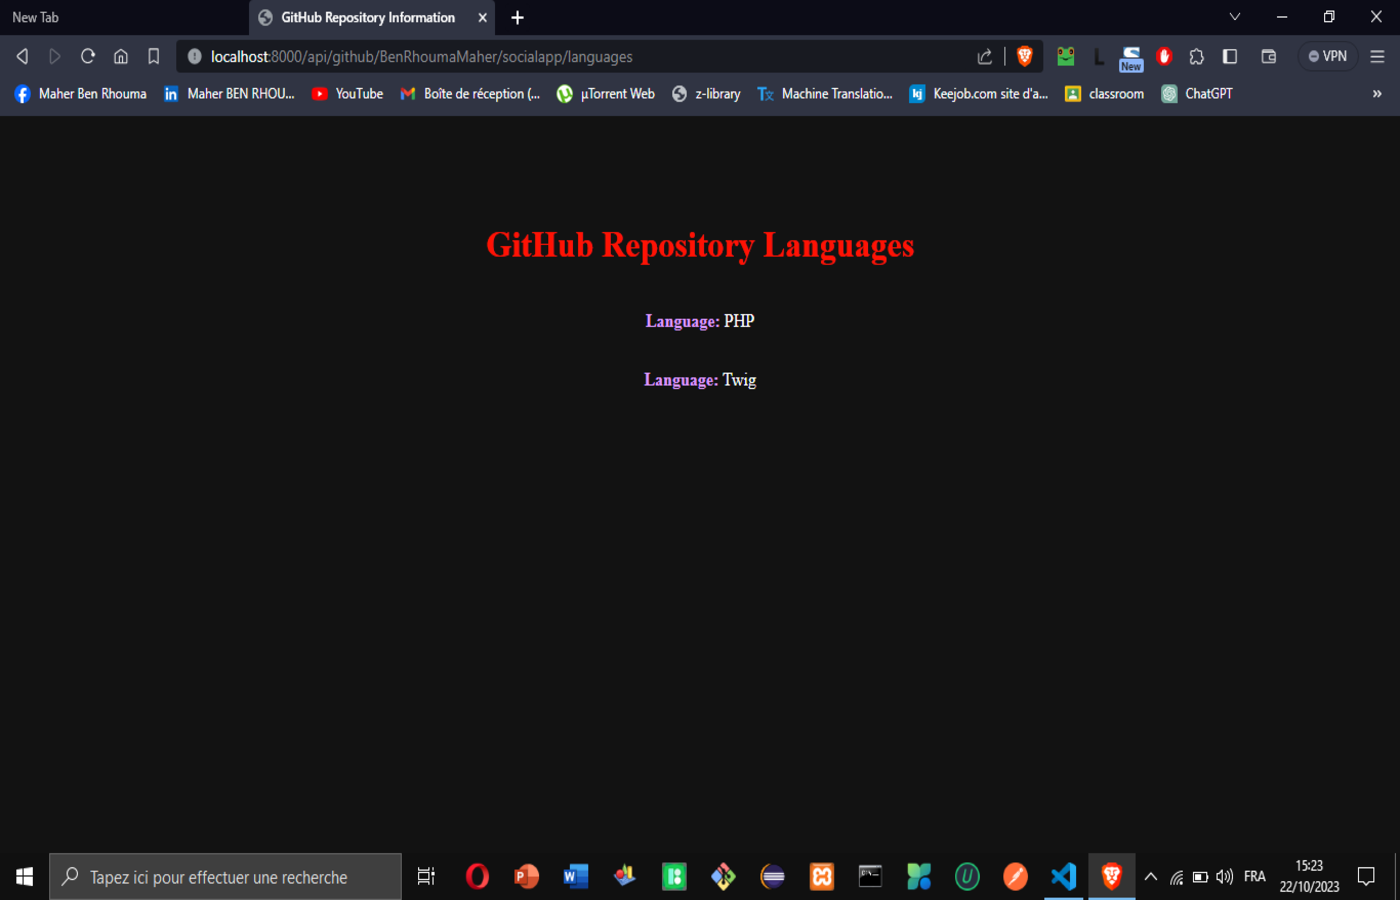 New Tab
GitHub Repository Information
localhost:8000/api/github/BenRhoumaMaher/socialapp/languages
New
VPN
Maher Ben Rhouma
Maher BEN RHOU...
YouTube
Boîte de réception (...
µTorrent Web
z-library
Machine Translatio...
Keejob.com site d'a...
classroom
ChatGPT
GitHub Repository Languages
Language: PHP
Language: Twig
Tapez ici pour effectuer une recherche
FRA
15:23
22/10/2023